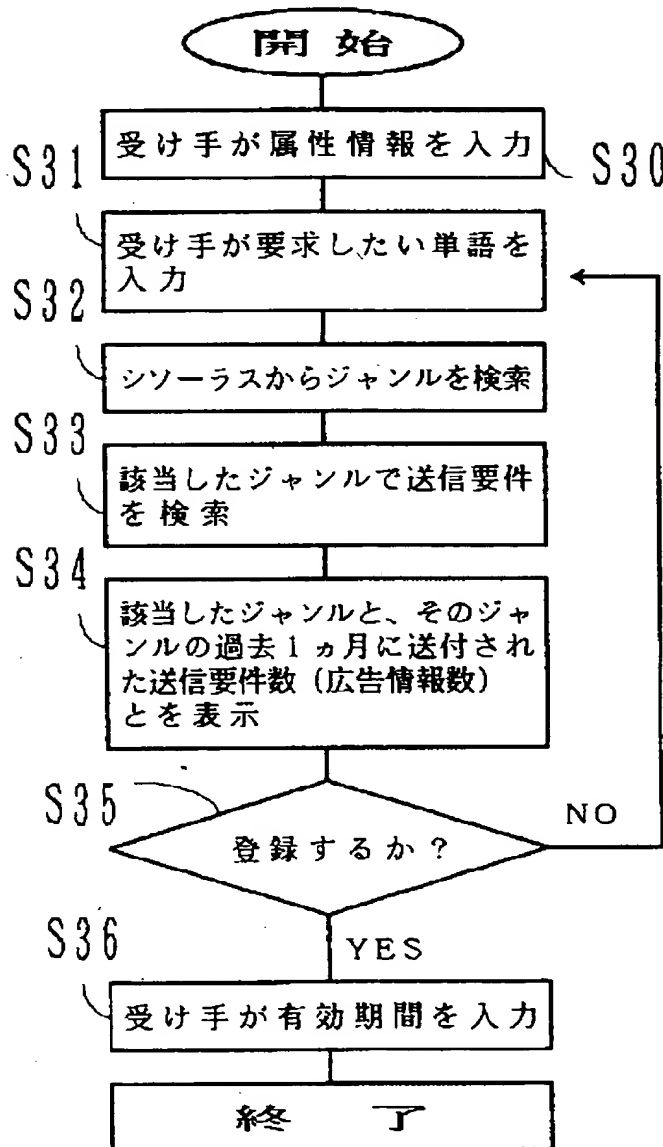 開始
受け手が属性情報を入力
S30
S31
受け手が要求したい単語を
入力
S32
シソーラスからジャンルを検索
S33
該当したジャンルで送信要件
を検索
S34
該当したジャンルと、そのジャ
ンルの過去1ヵ月に送付され
た送信要件数（広告情報数）
とを表示
S35
登録するか？
NO
YES
S36
受け手が有効期間を入力
終了